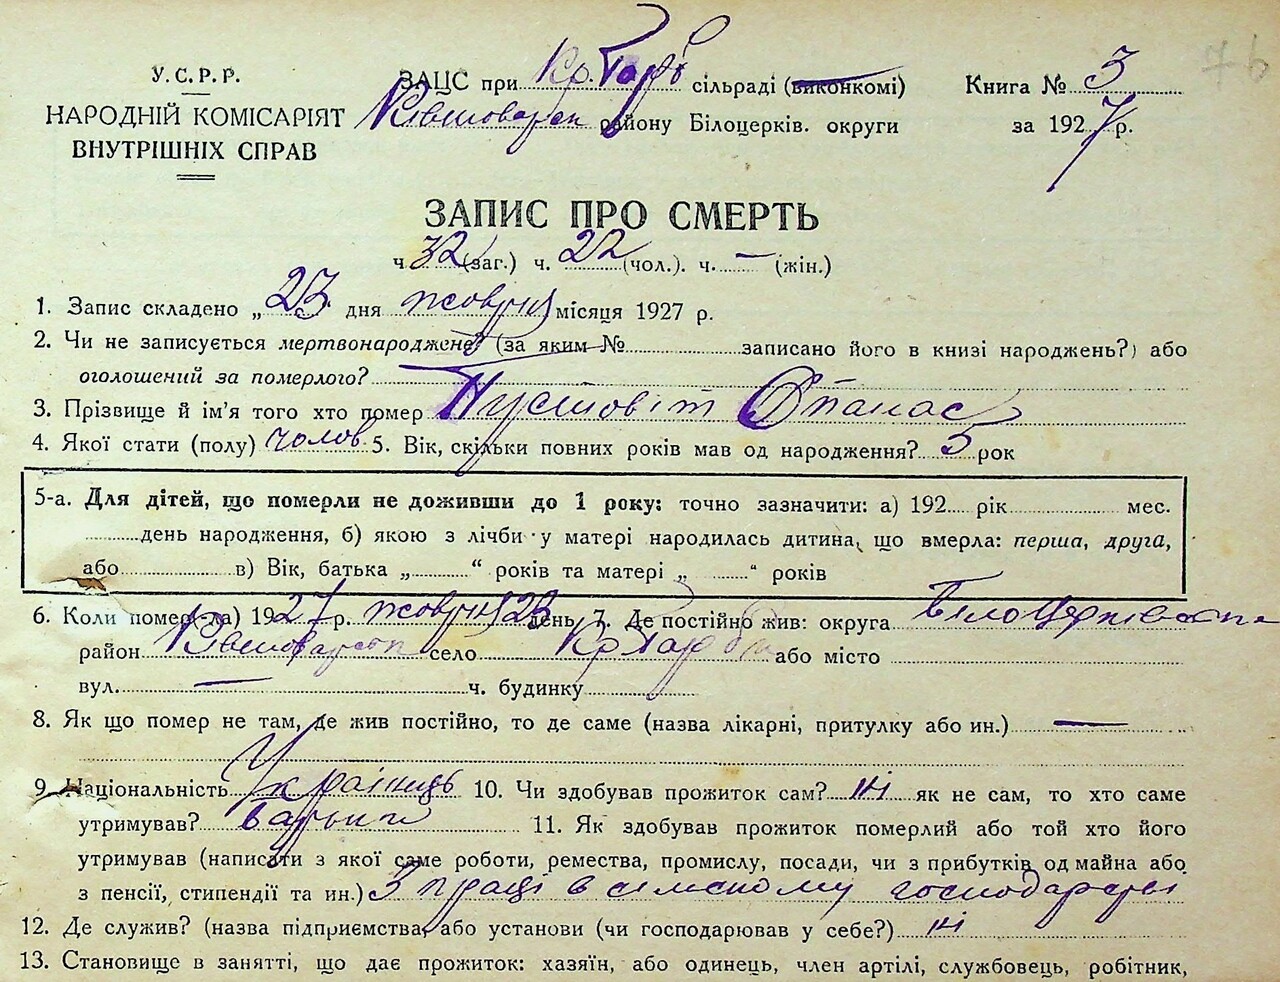 76
У.С.Р.Р.
НАРОДНІЙ КОМІСАРІЯТ
ВНУТРІШНІХ СПРАВ
ЗАЦС при Кр. сільраді (виконкомі)
району Білоцерків. округи
Книга № 3
за 1927 р.
ЗАПИС ПРО СМЕРТЬ
ч. 32 (заг.) ч. 22 (чол.). ч. — (жін.)
1. Запис складено „23 дня жовтня місяця 1927 р.
2. Чи не записується мертвонароджене? (за яким № записано його в книзі народжень?) або
оголошений за померлого?
3. Прізвище й ім'я того хто помер Пустовіт Опанас
4. Якої стати (полу) чолов. 5. Вік, скільки повних років мав од народження? 5 рок
5-а. Для дітей, що померли не доживши до 1 року: точно зазначити: а) 192 рік мес.
день народження, б) якою з лічби у матері народилась дитина, що вмерла: перша, друга,
або в) Вік, батька „ “ років та матері „ “ років
6. Коли помер(-ла) 1927 р. жовтня 23 день 7. Де постійно жив: округа Білоцерківська
район село або місто
вул. — ч. будинку
8. Як що помер не там, де жив постійно, то де саме (назва лікарні, притулку або ин.) —
9. Національність Українець 10. Чи здобував прожиток сам? ні як не сам, то хто саме
утримував? батько 11. Як здобував прожиток померлий або той хто його
утримував (написати з якої саме роботи, ремества, промислу, посади, чи з прибутків од майна або
з пенсії, стипендії та ин.) З праці в сільському господарстві
12. Де служив? (назва підприємства, або установи (чи господарював у себе?) ні
13. Становище в занятті, що дає прожиток: хазяїн, або одинець, член артілі, службовець, робітник,